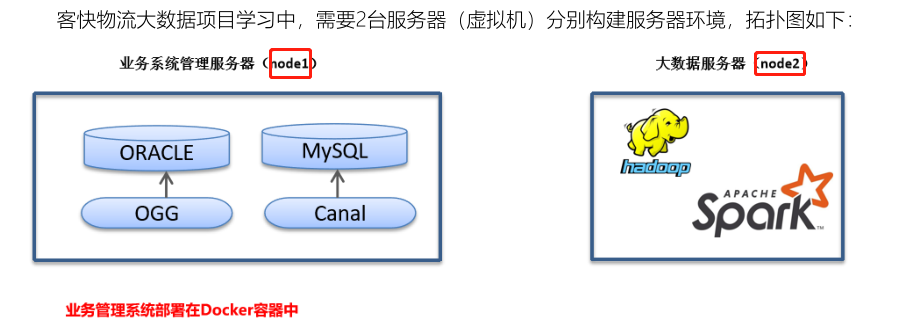 客快物流大数据项目学习中，需要2台服务器（虚拟机）分别构建服务器环境，拓扑图如下：
业务系统管理服务器（node1）
大数据服务器（node2）
ORACLE
MySQL
OGG
Canal
hadoop
APACHE
Spark™
业务管理系统部署在Docker容器中